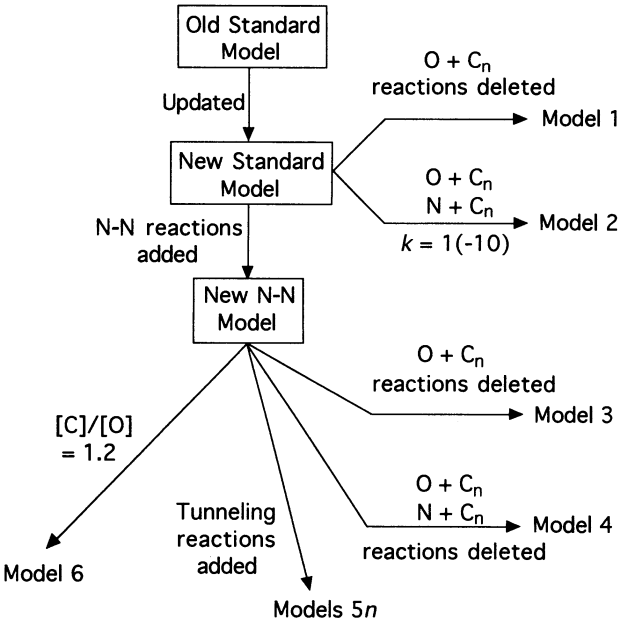 Old Standard
Model
Updated
O + Cn
reactions deleted
Model 1
New Standard
Model
O + Cn
N + Cn
k = 1(-10)
Model 2
N-N reactions
added
New N-N
Model
O + Cn
reactions deleted
Model 3
[C]/[O]
= 1.2
Model 6
Tunneling
reactions
added
Models 5n
O + Cn
N + Cn
reactions deleted
Model 4